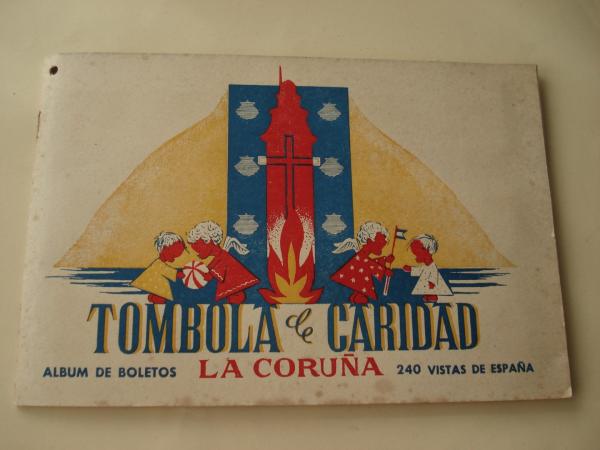 TOMBOLA de CARIDAD
ALBUM DE BOLETOS LA CORUÑA 240 VISTAS DE ESPAÑA